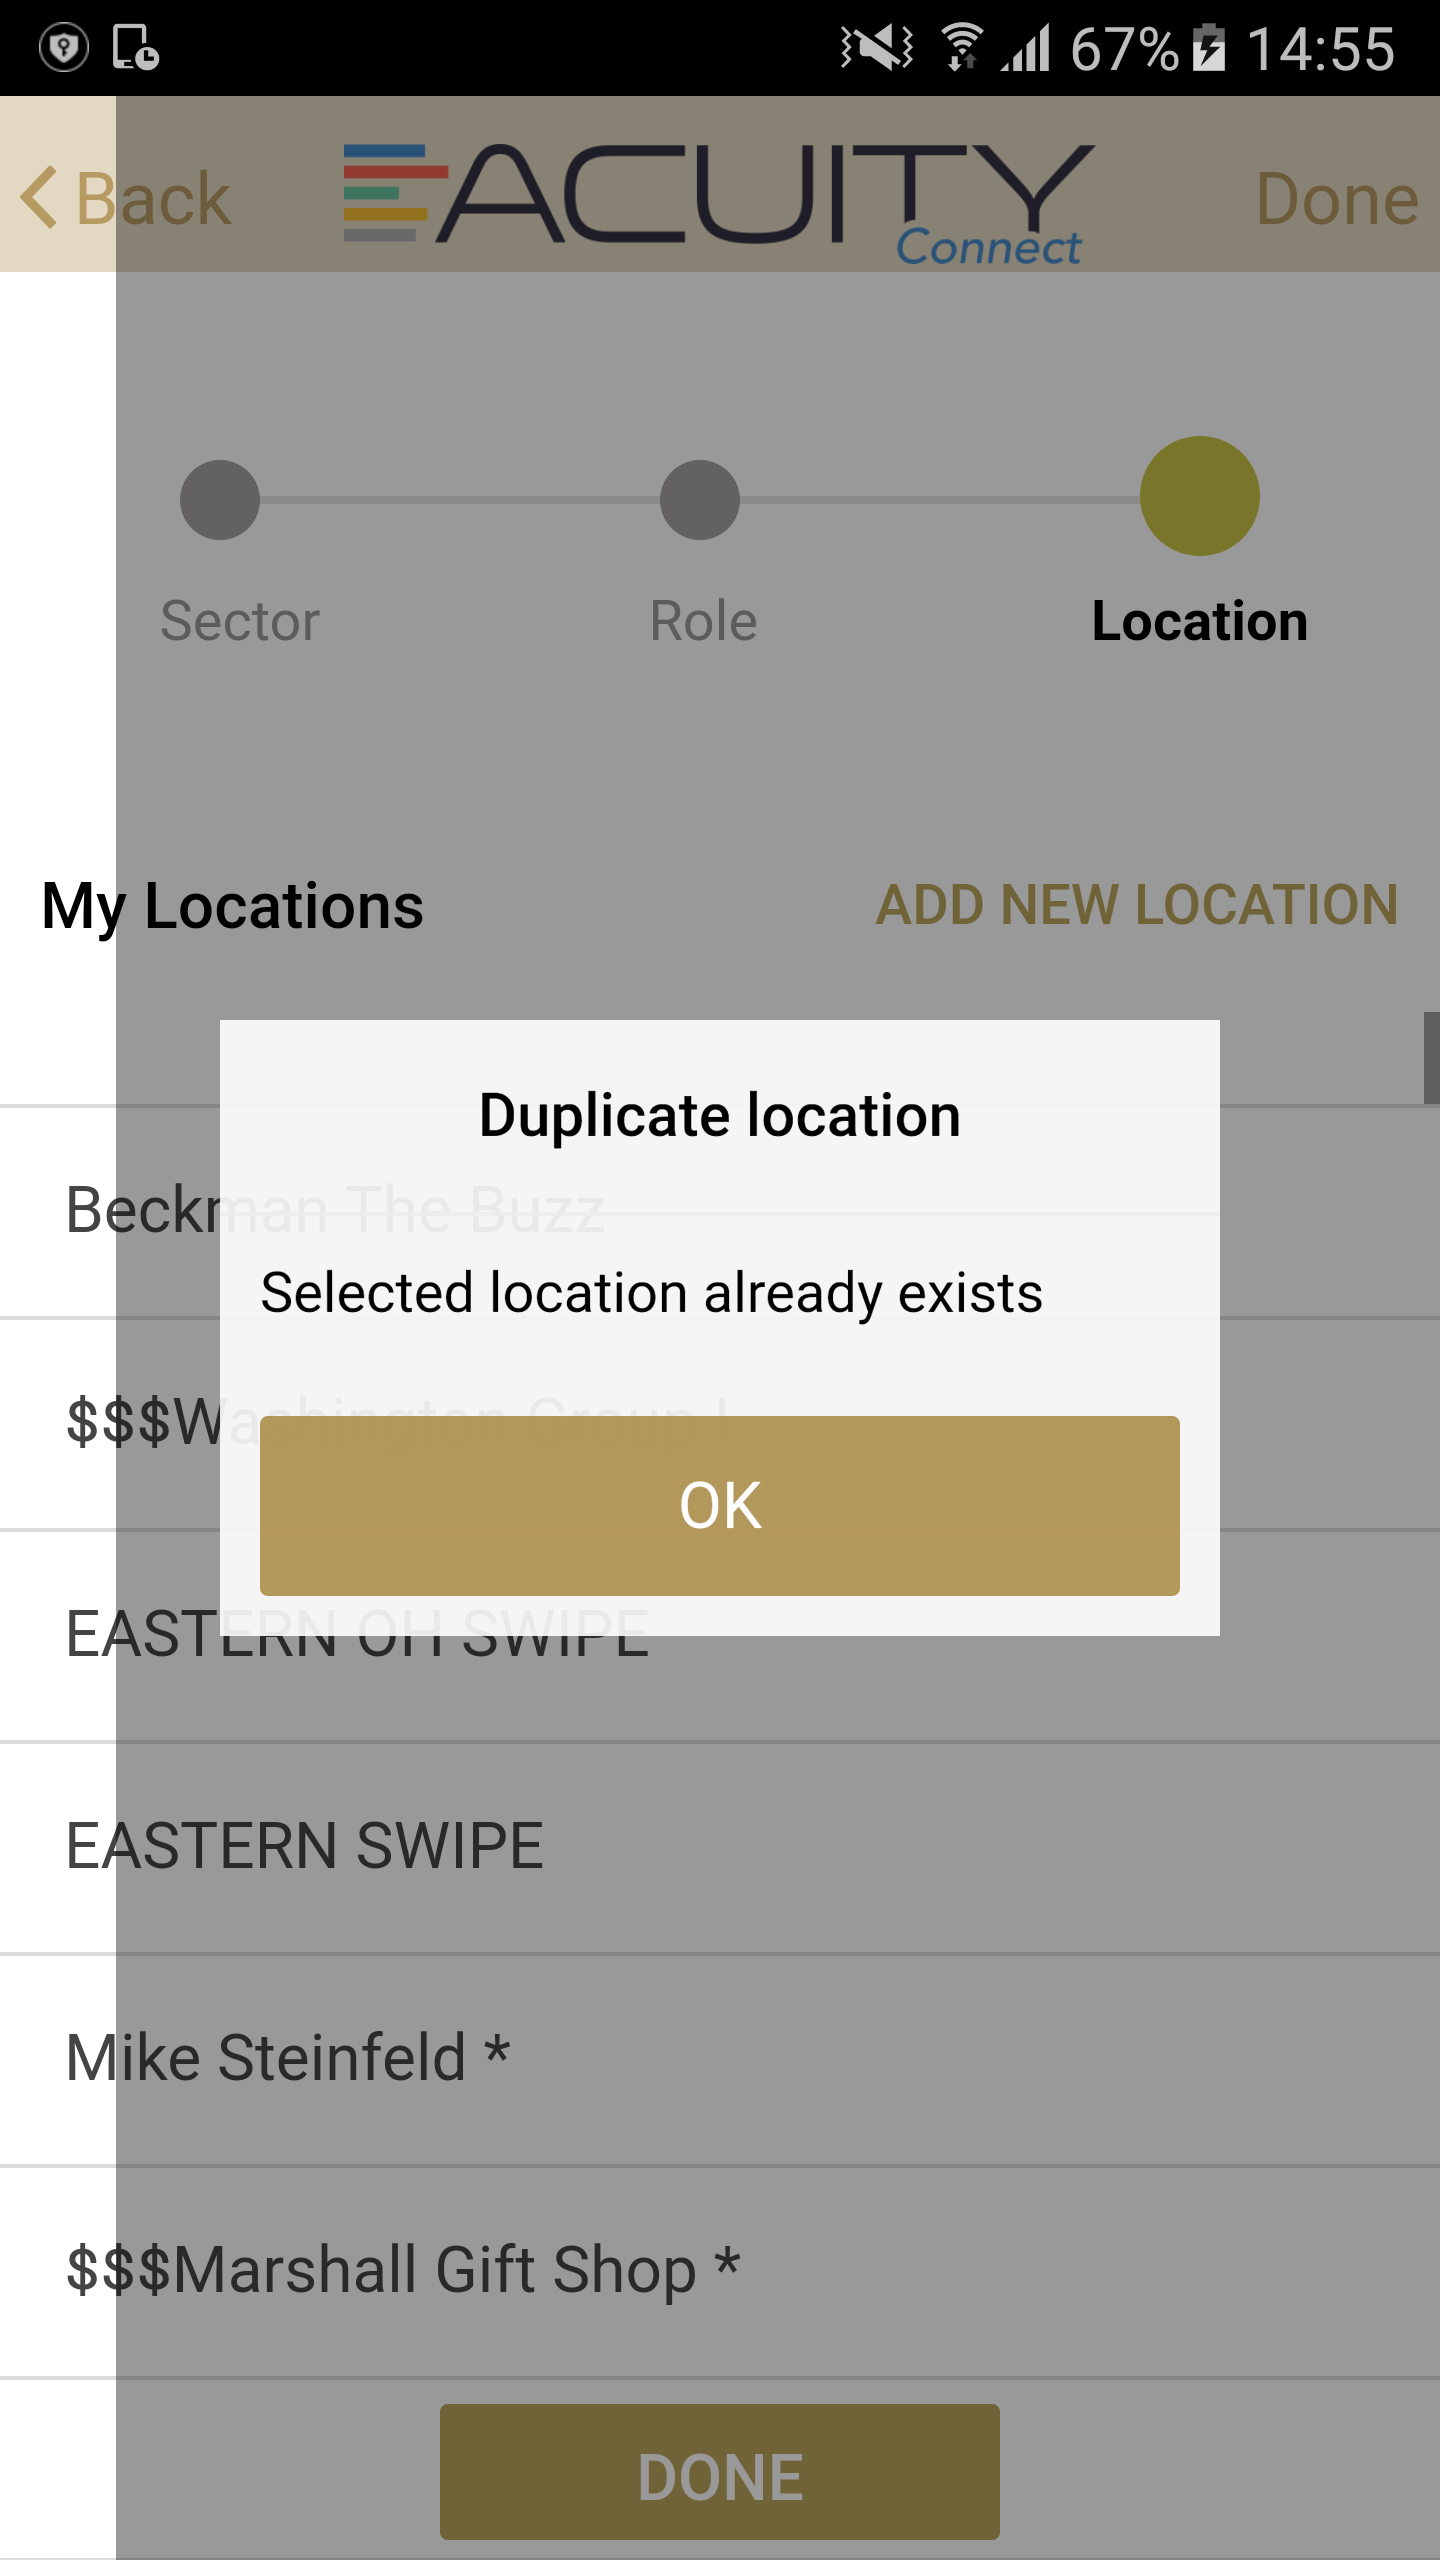 67% 14:55
Back ACUITY Connect Done
Sector Role Location
My Locations ADD NEW LOCATION
Duplicate location
Beckman The Buzz
Selected location already exists
$$$Washington Group I
OK
EASTERN OH SWIPE
EASTERN SWIPE
Mike Steinfeld *
$$$Marshall Gift Shop *
DONE